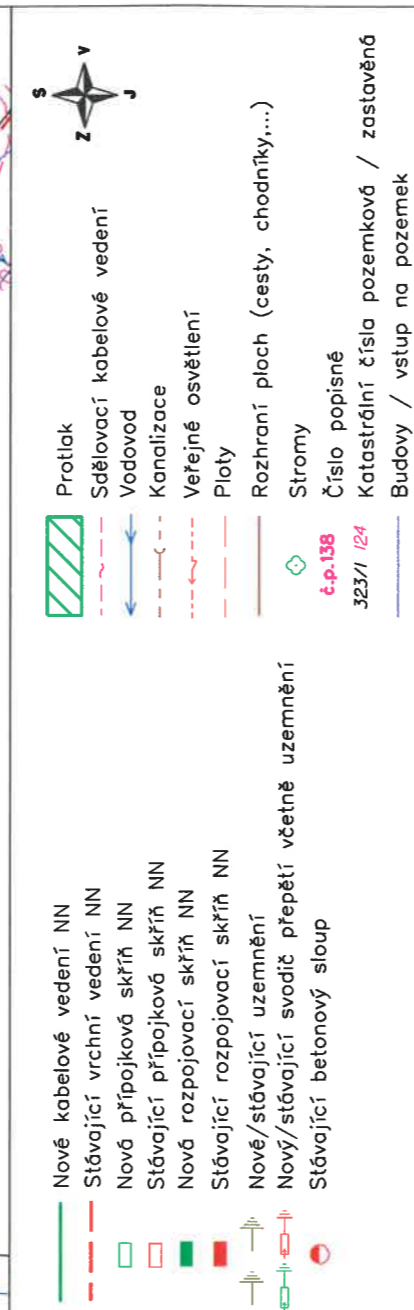 Nové kabelové vedení NN
Stávající vrchní vedení NN
Nová přípojková skříň NN
Stávající přípojková skříň NN
Nová rozpojovací skříň NN
Stávající rozpojovací skříň NN
Nové/stávající uzemnění
Nový/stávající svodič přepětí včetně uzemnění
Stávající betonový sloup
Protlak
Sdělovací kabelové vedení
Vodovod
Kanalizace
Veřejné osvětlení
Ploty
Rozhraní ploch (cesty, chodníky,...)
Stromy
č.p.138 Číslo popisné
323/1 124 Katastrální čísla pozemková / zastavěná
Budovy / vstup na pozemek
S
V
Z
J